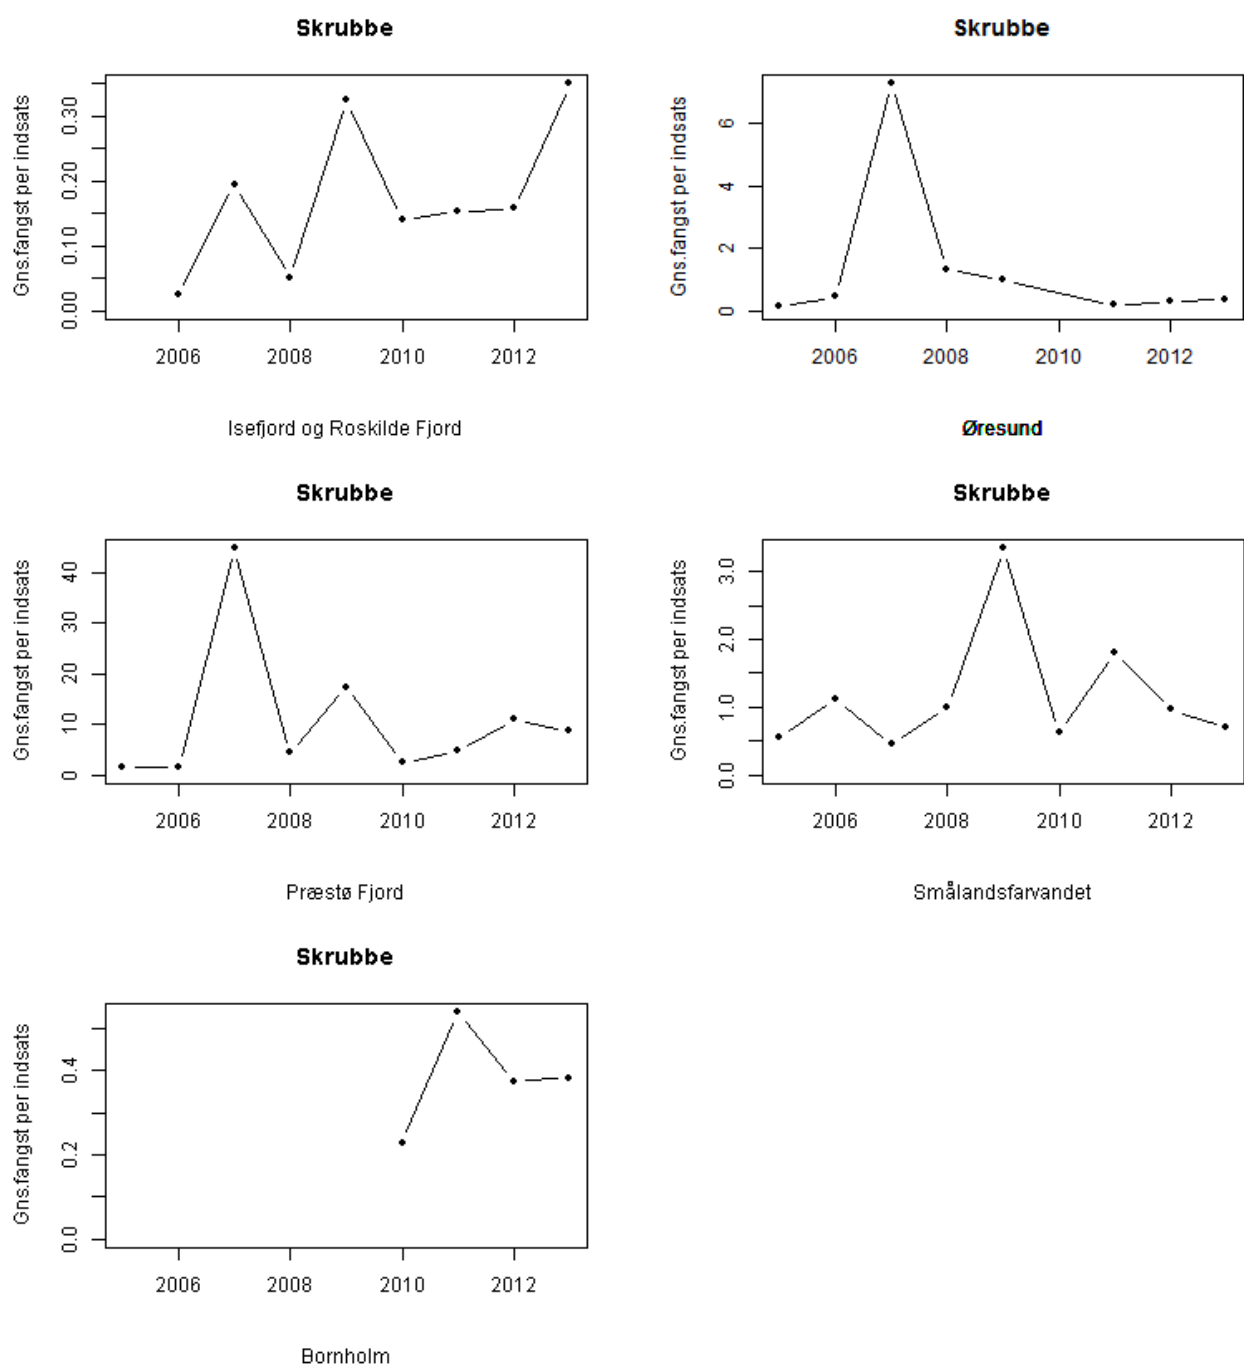 Skrubbe
Gns.fangst per indsats
0.00 0.10 0.20 0.30
2006 2008 2010 2012
Isefjord og Roskilde Fjord
Skrubbe
Gns.fangst per indsats
0 2 4 6
2006 2008 2010 2012
Øresund
Skrubbe
Gns.fangst per indsats
0 10 20 30 40
2006 2008 2010 2012
Præstø Fjord
Skrubbe
Gns.fangst per indsats
0.0 1.0 2.0 3.0
2006 2008 2010 2012
Smålandsfarvandet
Skrubbe
Gns.fangst per indsats
0.0 0.2 0.4
2006 2008 2010 2012
Bornholm